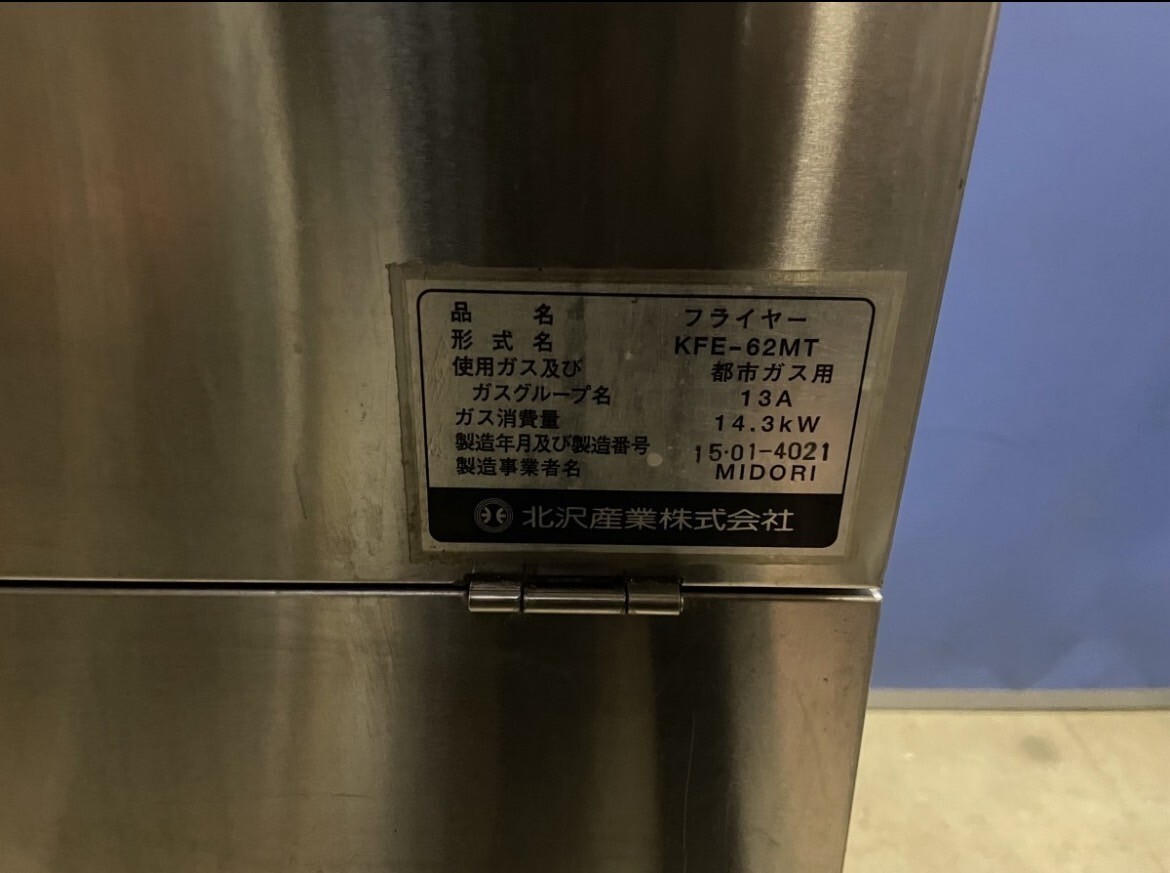 品名 フライヤー
形式名 KFE-62MT
使用ガス及び 都市ガス用
ガスグループ名 13A
ガス消費量 14.3kW
製造年月及び製造番号 15·01-4021
製造事業者名 MIDORI
北沢産業株式会社